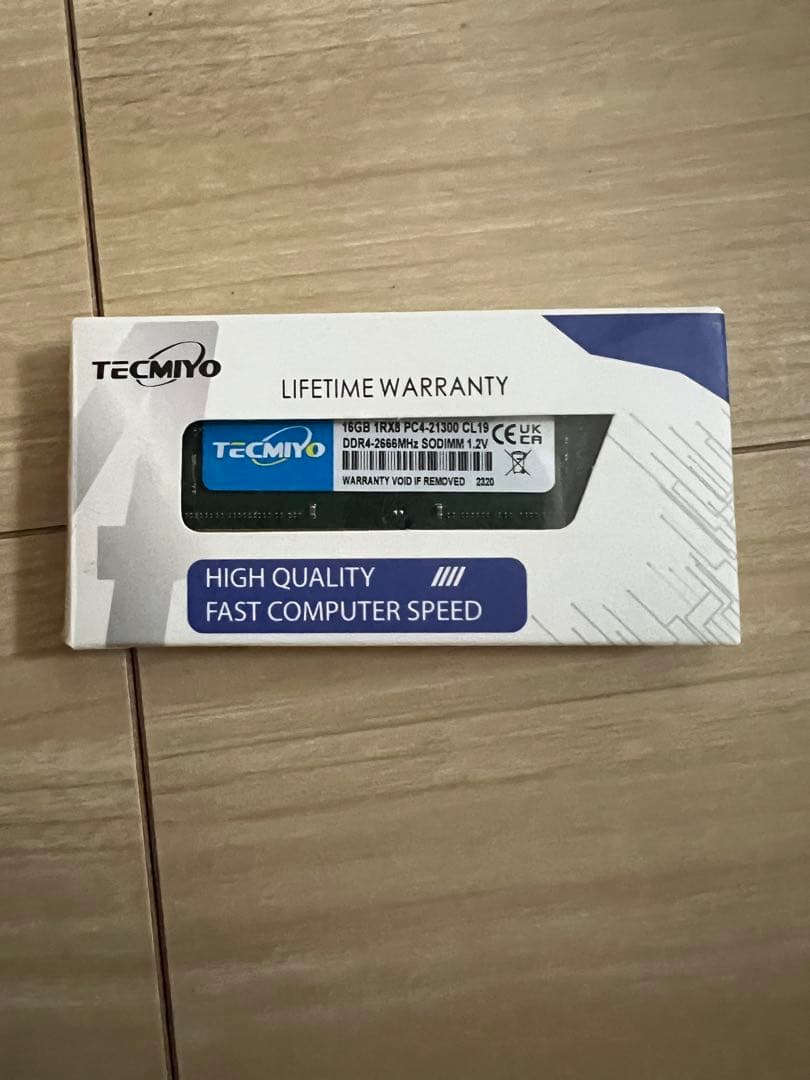 TECMIYO
LIFETIME WARRANTY
TECMIYO
16GB 1RX8 PC4-21300 CL19
DDR4-2666MHz SODIMM 1.2V
CE UK
CA
WARRANTY VOID IF REMOVED 2320
HIGH QUALITY ////
FAST COMPUTER SPEED